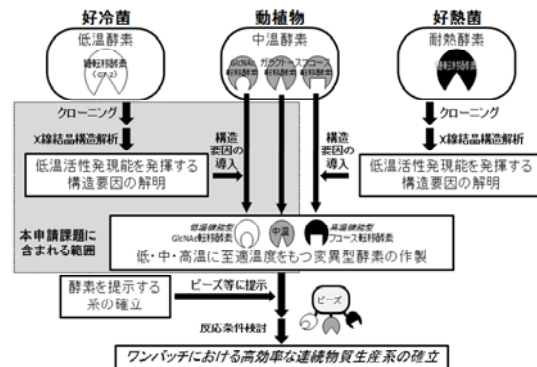 好冷菌
動植物
好熱菌
低温酵素
中温酵素
耐熱酵素
糖転移酵素
(GT-2)
GlcNAc
転移酵素
ガラクトース
転移酵素
フコース
転移酵素
糖転移酵素
クローニング
クローニング
X線結晶構造解析
X線結晶構造解析
構造
要因の
導入
構造
要因の
導入
低温活性発現能を発揮する
構造要因の解明
低温活性発現能を発揮する
構造要因の解明
本申請課題に
含まれる範囲
低温機能型
GlcNAc転移酵素
中温
高温機能型
フコース転移酵素
低・中・高温に至適温度をもつ変異型酵素の作製
酵素を提示する
系の確立
ビーズ等に提示
ビーズ
反応条件検討
ワンバッチにおける高効率な連続物質生産系の確立